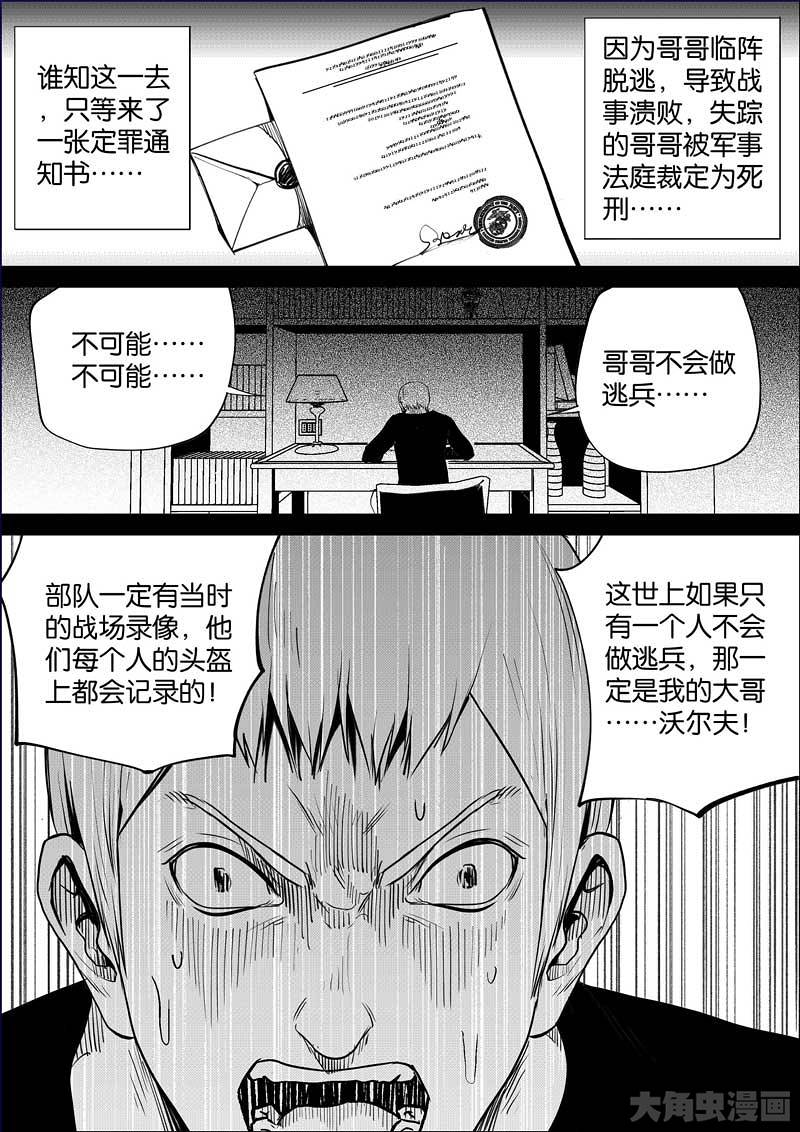 谁知这一去
，只等来了
一张定罪通
知书……
因为哥哥临阵
脱逃，导致战
事溃败，失踪
的哥哥被军事
法庭裁定为死
刑……
不可能……
不可能……
哥哥不会做
逃兵……
部队一定有当时
的战场录像，他
们每个人的头盔
上都会记录的！
这世上如果只
有一个人不会
做逃兵，那一
定是我的大哥
……沃尔夫！
大角虫漫画